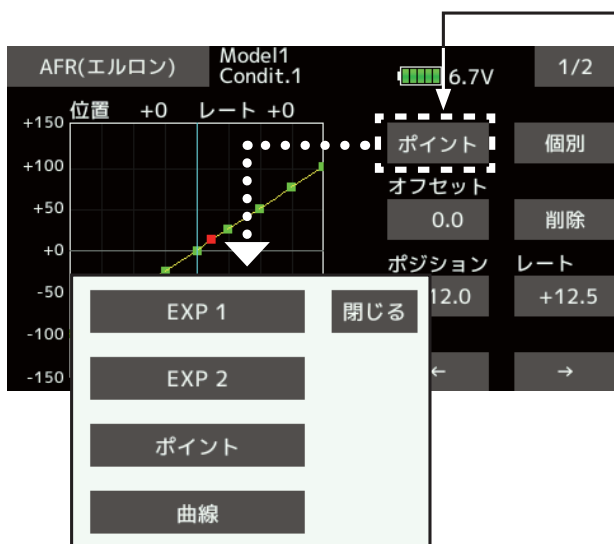 AFR(エルロン)
Model1
Condit.1
6.7V
1/2
位置 +0 レート +0
+150
+100
+50
+0
-50
-100
-150
ポイント
個別
オフセット
0.0
削除
ポジション レート
12.0
+12.5
←
→
EXP 1
閉じる
EXP 2
ポイント
曲線